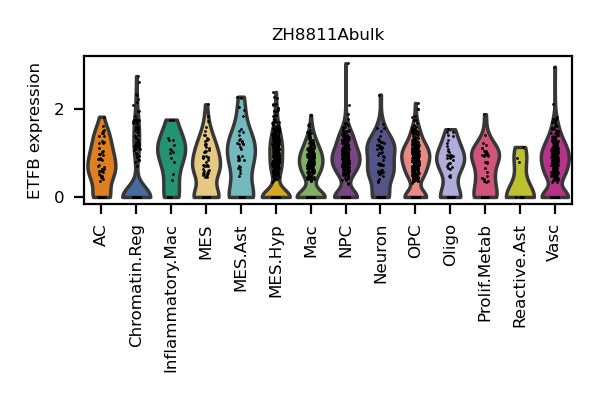 ZH8811Abulk
ETFB expression
2
0
AC
Chromatin.Reg
Inflammatory.Mac
MES
MES.Ast
MES.Hyp
Mac
NPC
Neuron
OPC
Oligo
Prolif.Metab
Reactive.Ast
Vasc